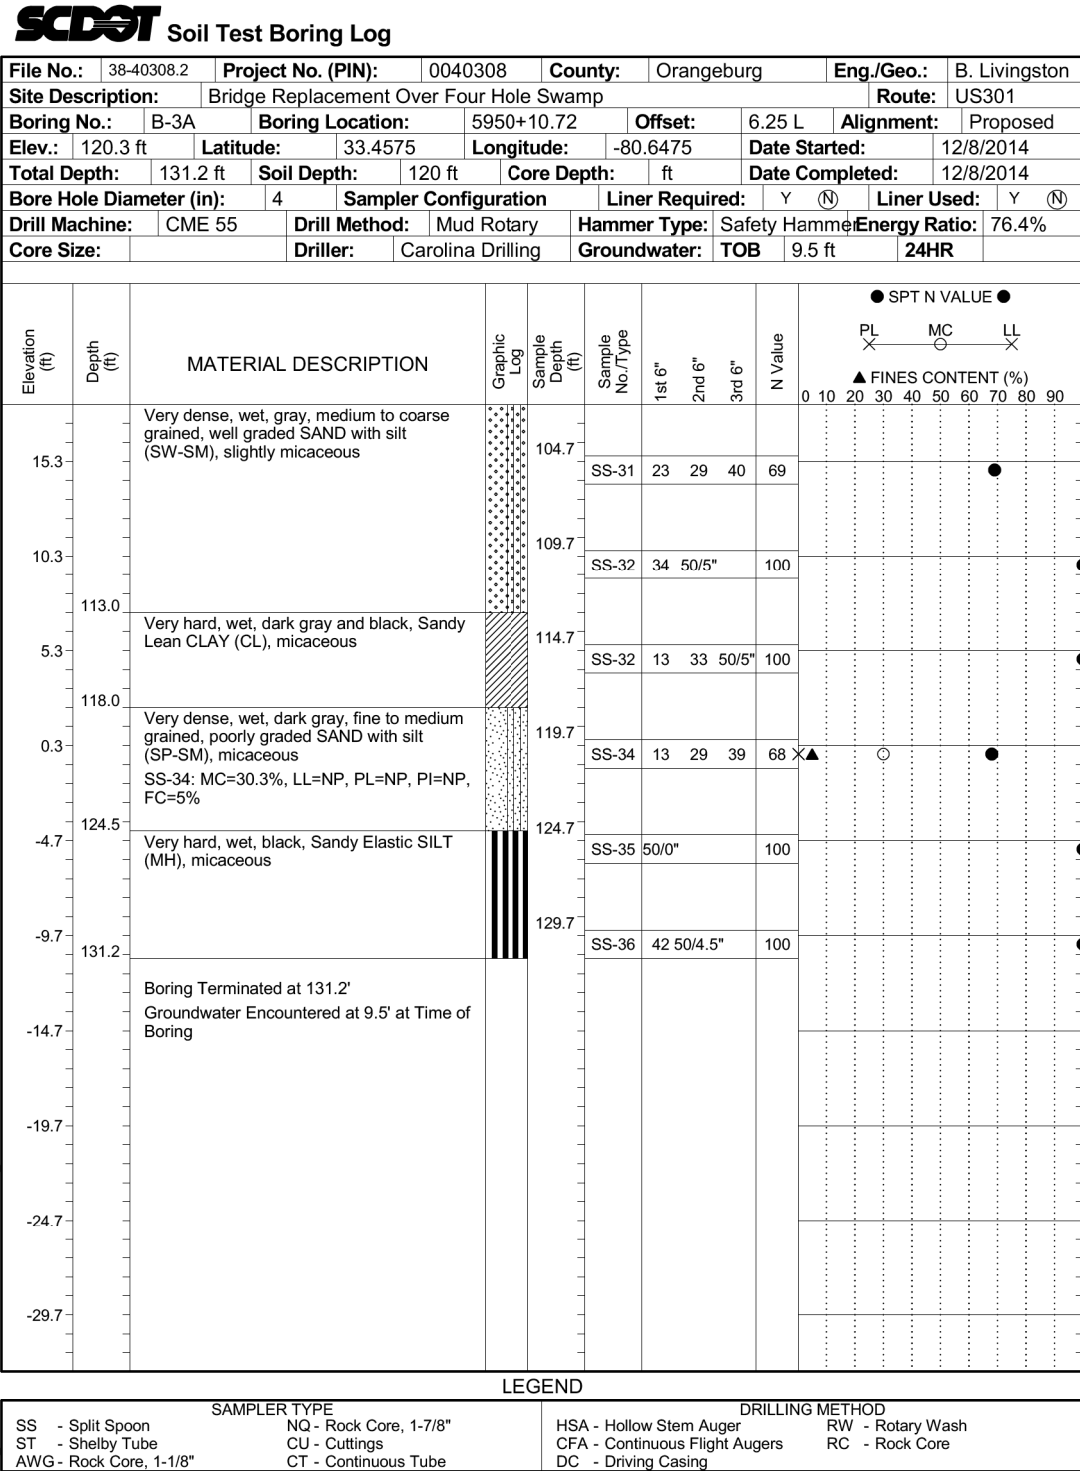 SCDOT Soil Test Boring Log
File No.: 38-40308.2 Project No. (PIN): 0040308 County: Orangeburg Eng./Geo.: B. Livingston
Site Description: Bridge Replacement Over Four Hole Swamp Route: US301
Boring No.: B-3A Boring Location: 5950+10.72 Offset: 6.25 L Alignment: Proposed
Elev.: 120.3 ft Latitude: 33.4575 Longitude: -80.6475 Date Started: 12/8/2014
Total Depth: 131.2 ft Soil Depth: 120 ft Core Depth: ft Date Completed: 12/8/2014
Bore Hole Diameter (in): 4 Sampler Configuration Liner Required: Y N Liner Used: Y N
Drill Machine: CME 55 Drill Method: Mud Rotary Hammer Type: Safety Hammer Energy Ratio: 76.4%
Core Size: Driller: Carolina Drilling Groundwater: TOB 9.5 ft 24HR
Elevation (ft)
Depth (ft)
MATERIAL DESCRIPTION
Graphic Log
Sample Depth (ft)
Sample No./Type
1st 6"
2nd 6"
3rd 6"
N Value
● SPT N VALUE ●
PL MC LL
▲ FINES CONTENT (%)
0 10 20 30 40 50 60 70 80 90
Very dense, wet, gray, medium to coarse
grained, well graded SAND with silt
(SW-SM), slightly micaceous
104.7
15.3
SS-31 23 29 40 69
109.7
10.3
SS-32 34 50/5" 100
113.0
Very hard, wet, dark gray and black, Sandy
Lean CLAY (CL), micaceous
114.7
5.3
SS-32 13 33 50/5" 100
118.0
Very dense, wet, dark gray, fine to medium
grained, poorly graded SAND with silt
(SP-SM), micaceous
119.7
0.3
SS-34 13 29 39 68
SS-34: MC=30.3%, LL=NP, PL=NP, PI=NP,
FC=5%
124.5
124.7
-4.7
Very hard, wet, black, Sandy Elastic SILT
(MH), micaceous
SS-35 50/0" 100
129.7
-9.7
SS-36 42 50/4.5" 100
131.2
Boring Terminated at 131.2'
Groundwater Encountered at 9.5' at Time of
Boring
-14.7
-19.7
-24.7
-29.7
LEGEND
SAMPLER TYPE
SS - Split Spoon NQ - Rock Core, 1-7/8"
ST - Shelby Tube CU - Cuttings
AWG - Rock Core, 1-1/8" CT - Continuous Tube
DRILLING METHOD
HSA - Hollow Stem Auger RW - Rotary Wash
CFA - Continuous Flight Augers RC - Rock Core
DC - Driving Casing